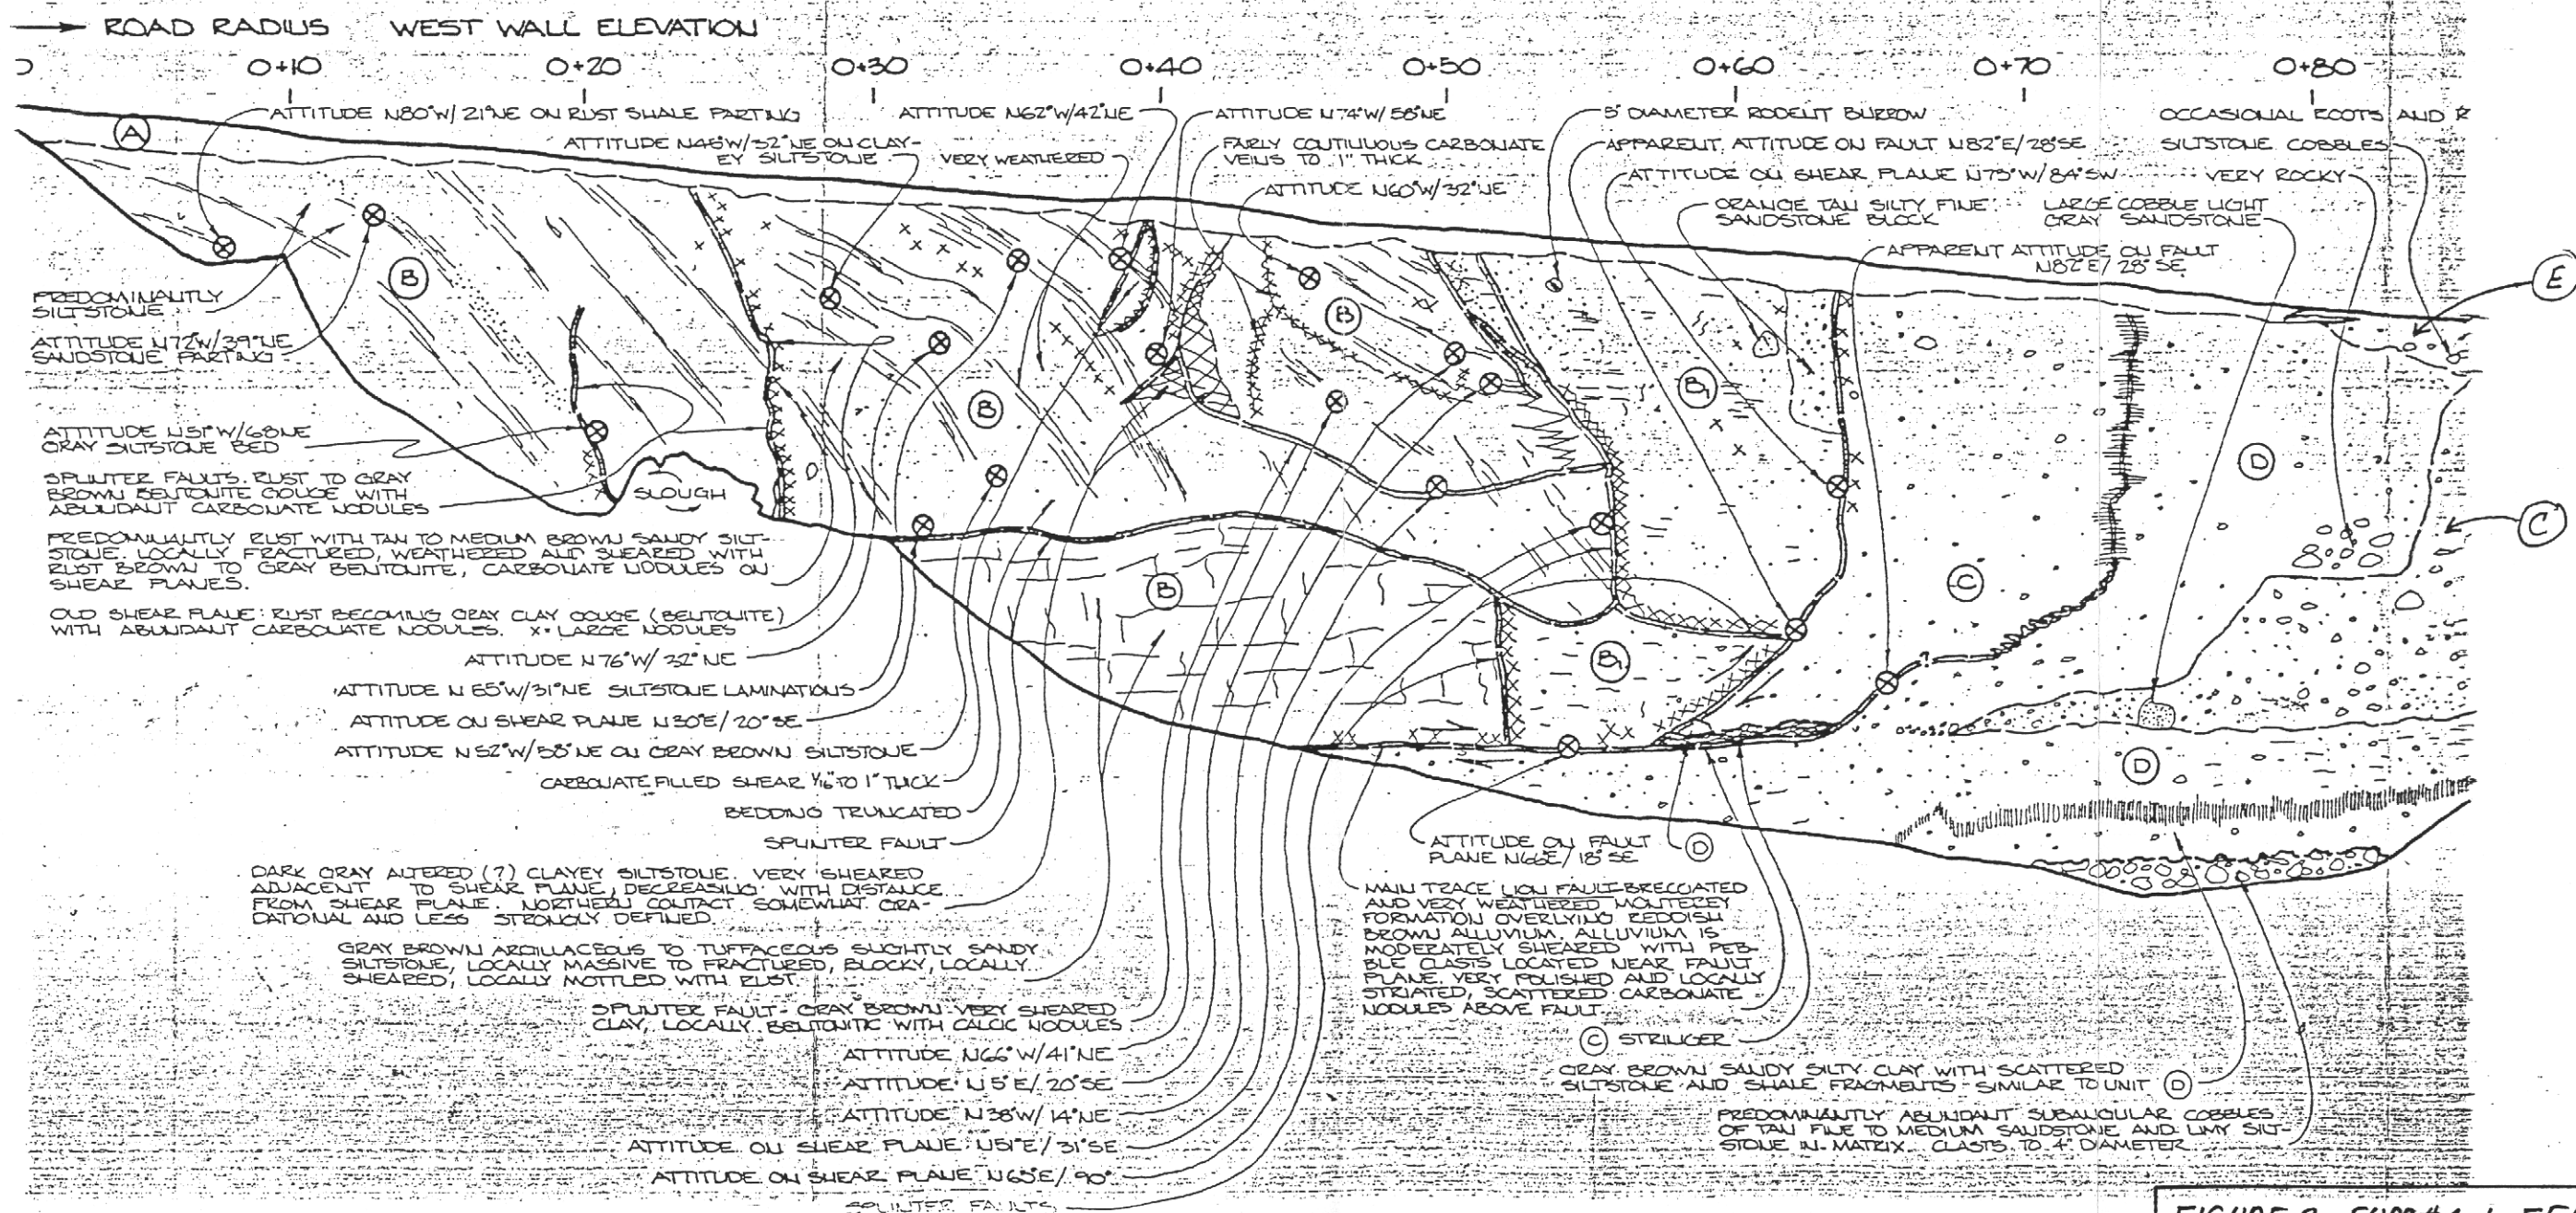 ROAD RADIUS WEST WALL ELEVATION
0+10 0+20 0+30 0+40 0+50 0+60 0+70 0+80
A
ATTITUDE N80°W/21°NE ON RUST SHALE PARTING
ATTITUDE N45°W/52°NE ON CLAY-
EY SILTSTONE
ATTITUDE N62°W/42°NE
VERY WEATHERED
ATTITUDE N74°W/58°NE
FAIRLY CONTINUOUS CARBONATE
VEINS TO 1" THICK
ATTITUDE N60°W/32°NE
5" DIAMETER RODENT BURROW
APPARENT ATTITUDE ON FAULT N82°E/28°SE
ATTITUDE ON SHEAR PLANE N75°W/84°SW
ORANGE TAN SILTY FINE
SANDSTONE BLOCK
OCCASIONAL ROOTS AND
SILTSTONE COBBLES
VERY ROCKY
LARGE COBBLE LIGHT
GRAY SANDSTONE
APPARENT ATTITUDE ON FAULT
N82°E/28°SE
E
B
B
B
B
B
B₁
B₁
C
C
D
D
PREDOMINANTLY
SILTSTONE
ATTITUDE N72°W/39°NE
SANDSTONE PARTING
ATTITUDE N51°W/68NE
GRAY SILTSTONE BED
SPLINTER FAULTS. RUST TO GRAY
BROWN BENTONITE GOUGE WITH
ABUNDANT CARBONATE NODULES
SLOUGH
PREDOMINANTLY RUST WITH TAN TO MEDIUM BROWN SANDY SILT-
STONE. LOCALLY FRACTURED, WEATHERED AND SHEARED WITH
RUST BROWN TO GRAY BENTONITE, CARBONATE NODULES ON
SHEAR PLANES.
OLD SHEAR PLANE: RUST BECOMING GRAY CLAY GOUGE (BENTONITE)
WITH ABUNDANT CARBONATE NODULES. X= LARGE NODULES
ATTITUDE N76°W/32°NE
ATTITUDE N65°W/31°NE SILTSTONE LAMINATIONS
ATTITUDE ON SHEAR PLANE N30°E/20°SE
ATTITUDE N52°W/58°NE ON GRAY BROWN SILTSTONE
CARBONATE FILLED SHEAR 1/16" TO 1" THICK
BEDDING TRUNCATED
SPLINTER FAULT
DARK GRAY ALTERED (?) CLAYEY SILTSTONE. VERY SHEARED
ADJACENT TO SHEAR PLANE, DECREASING WITH DISTANCE
FROM SHEAR PLANE. NORTHERN CONTACT SOMEWHAT GRA-
DATIONAL AND LESS STRONGLY DEFINED.
GRAY BROWN ARGILLACEOUS TO TUFFACEOUS SLIGHTLY SANDY
SILTSTONE, LOCALLY MASSIVE TO FRACTURED, BLOCKY, LOCALLY
SHEARED, LOCALLY MOTTLED WITH RUST.
SPLINTER FAULT - GRAY BROWN VERY SHEARED
CLAY, LOCALLY BENTONITIC WITH CALCIC NODULES
ATTITUDE N66°W/41°NE
ATTITUDE N5°E/20°SE
ATTITUDE N38°W/14°NE
ATTITUDE ON SHEAR PLANE N51°E/31°SE
ATTITUDE ON SHEAR PLANE N65°E/90°
SPLINTER FAULTS
ATTITUDE ON FAULT
PLANE N66E/18°SE
D
MAIN TRACE LION FAULT-BRECCIATED
AND VERY WEATHERED MONTEREY
FORMATION OVERLYING REDDISH
BROWN ALLUVIUM. ALLUVIUM IS
MODERATELY SHEARED WITH PEB-
BLE CLASTS LOCATED NEAR FAULT
PLANE. VERY POLISHED AND LOCALLY
STRIATED, SCATTERED CARBONATE
NODULES ABOVE FAULT.
C STRINGER
GRAY BROWN SANDY SILTY CLAY WITH SCATTERED
SILTSTONE AND SHALE FRAGMENTS - SIMILAR TO UNIT D
PREDOMINANTLY ABUNDANT SUBANGULAR COBBLES
OF TAN FINE TO MEDIUM SANDSTONE AND LIMY SILT-
STONE IN MATRIX. CLASTS TO 4" DIAMETER